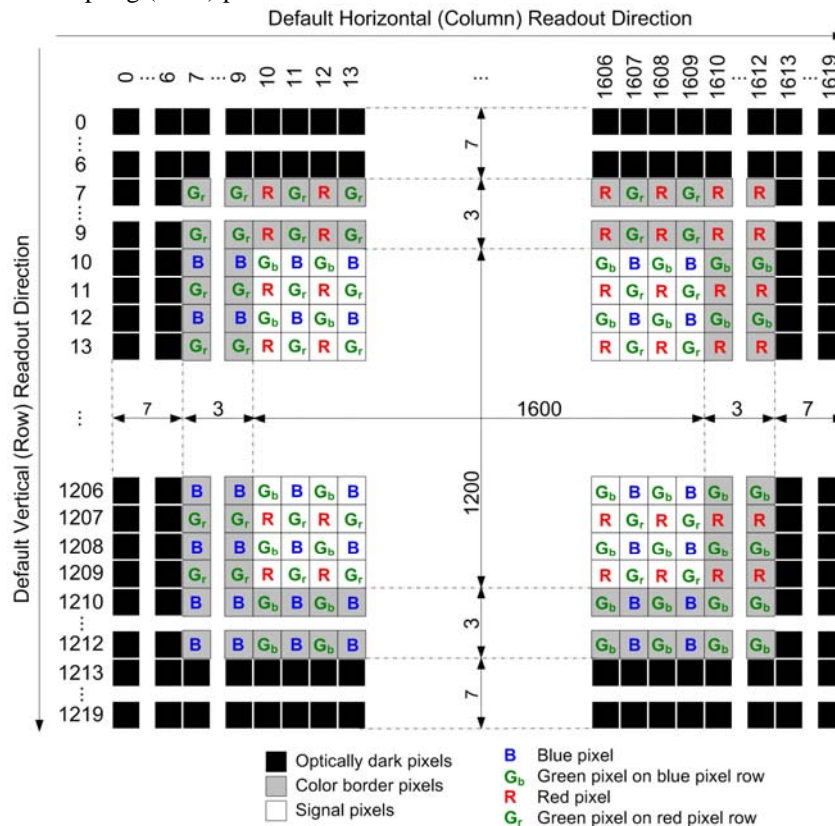 Default Horizontal (Column) Readout Direction
Default Vertical (Row) Readout Direction
0 ... 6 7 ... 9 10 11 12 13 ... 1606 1607 1608 1609 1610 ... 1612 1613 ... 1619
0
...
6
7 Gr Gr R Gr R Gr R Gr R Gr R R
...
9 Gr Gr R Gr R Gr R Gr R Gr R R
10 B B Gb B Gb B Gb B Gb B Gb Gb
11 Gr Gr R Gr R Gr R Gr R Gr R R
12 B B Gb B Gb B Gb B Gb B Gb Gb
13 Gr Gr R Gr R Gr R Gr R Gr R R
7
3
... 7 3 1600 3 7
1200
1206 B B Gb B Gb B Gb B Gb B Gb Gb
1207 Gr Gr R Gr R Gr R Gr R Gr R R
1208 B B Gb B Gb B Gb B Gb B Gb Gb
1209 Gr Gr R Gr R Gr R Gr R Gr R R
1210 B B Gb B Gb B Gb B Gb B Gb Gb
...
1212 B B Gb B Gb B Gb B Gb B Gb Gb
1213
...
1219
3
7
Optically dark pixels
Color border pixels
Signal pixels
B Blue pixel
Gb Green pixel on blue pixel row
R Red pixel
Gr Green pixel on red pixel row